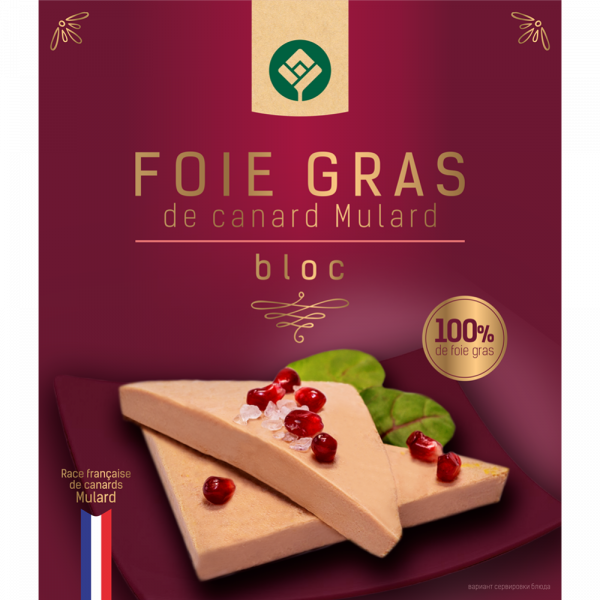 FOIE GRAS
de canard Mulard
bloc
100%
de foie gras
Race française
de canards
Mulard
вариант сервировки блюда